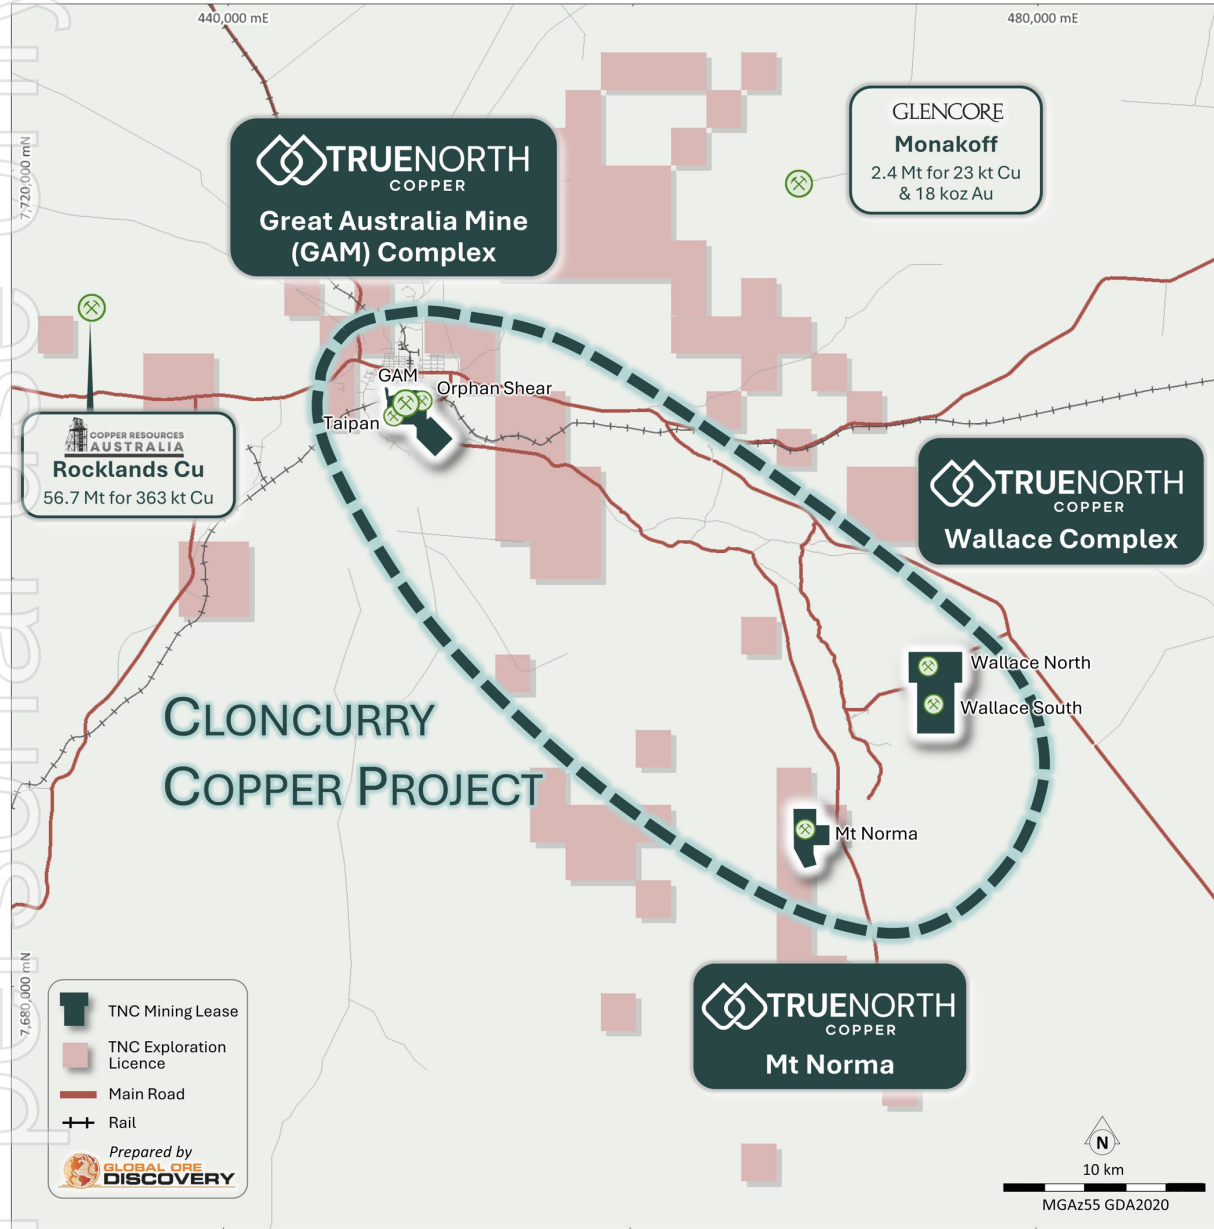 440,000 mE
480,000 mE
7,720,000 mN
7,680,000 mN
TRUENORTH
COPPER
Great Australia Mine
(GAM) Complex
GLENCORE
Monakoff
2.4 Mt for 23 kt Cu
& 18 koz Au
GAM
Orphan Shear
Taipan
COPPER RESOURCES
AUSTRALIA
Rocklands Cu
56.7 Mt for 363 kt Cu
TRUENORTH
COPPER
Wallace Complex
Wallace North
Wallace South
CLONCURRY
COPPER PROJECT
Mt Norma
TRUENORTH
COPPER
Mt Norma
TNC Mining Lease
TNC Exploration
Licence
Main Road
Rail
Prepared by
GLOBAL ORE
DISCOVERY
N
10 km
MGAz55 GDA2020